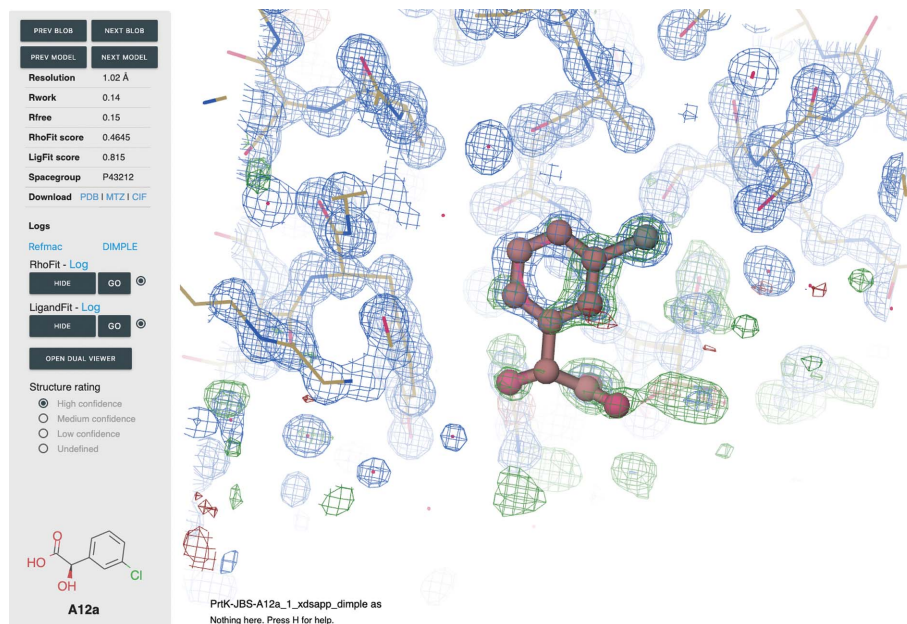 PREV BLOB NEXT BLOB
PREV MODEL NEXT MODEL
Resolution 1.02 Å
Rwork 0.14
Rfree 0.15
RhoFit score 0.4645
LigFit score 0.815
Spacegroup P43212
Download PDB | MTZ | CIF
Logs
Refmac DIMPLE
RhoFit - Log
HIDE GO
LigandFit - Log
HIDE GO
OPEN DUAL VIEWER
Structure rating
High confidence
Medium confidence
Low confidence
Undefined
O
HO
OH
Cl
A12a
PrtK-JBS-A12a_1_xdsapp_dimple as
Nothing here. Press H for help.